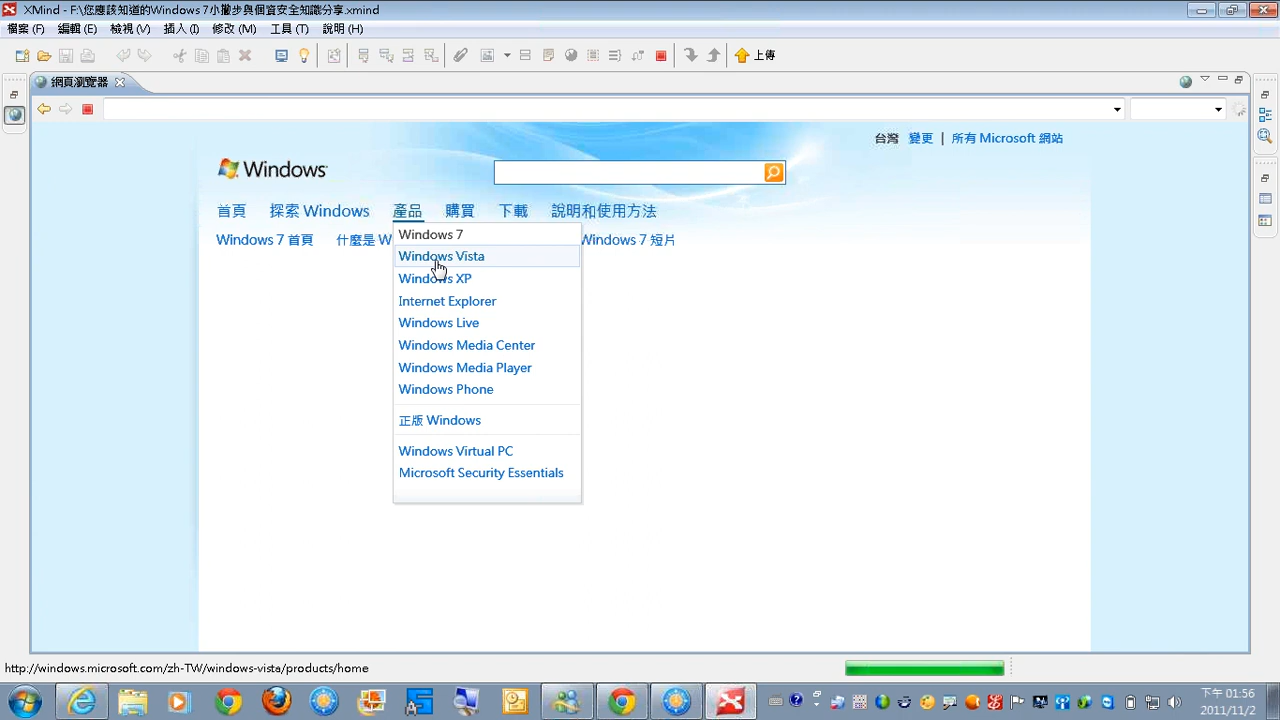 XMind - F:\您應該知道的Windows 7小撇步與個資安全知識分享.xmind
檔案 (F) 編輯 (E) 檢視 (V) 插入 (I) 修改 (M) 工具 (T) 說明 (H)
上傳
網頁瀏覽器
台灣 變更 | 所有 Microsoft 網站
Windows
首頁 探索 Windows 產品 購買 下載 說明和使用方法
Windows 7 首頁 什麼是 W Windows 7 短片
Windows 7
Windows Vista
Windows XP
Internet Explorer
Windows Live
Windows Media Center
Windows Media Player
Windows Phone
正版 Windows
Windows Virtual PC
Microsoft Security Essentials
http://windows.microsoft.com/zh-TW/windows-vista/products/home
下午 01:56
2011/11/2